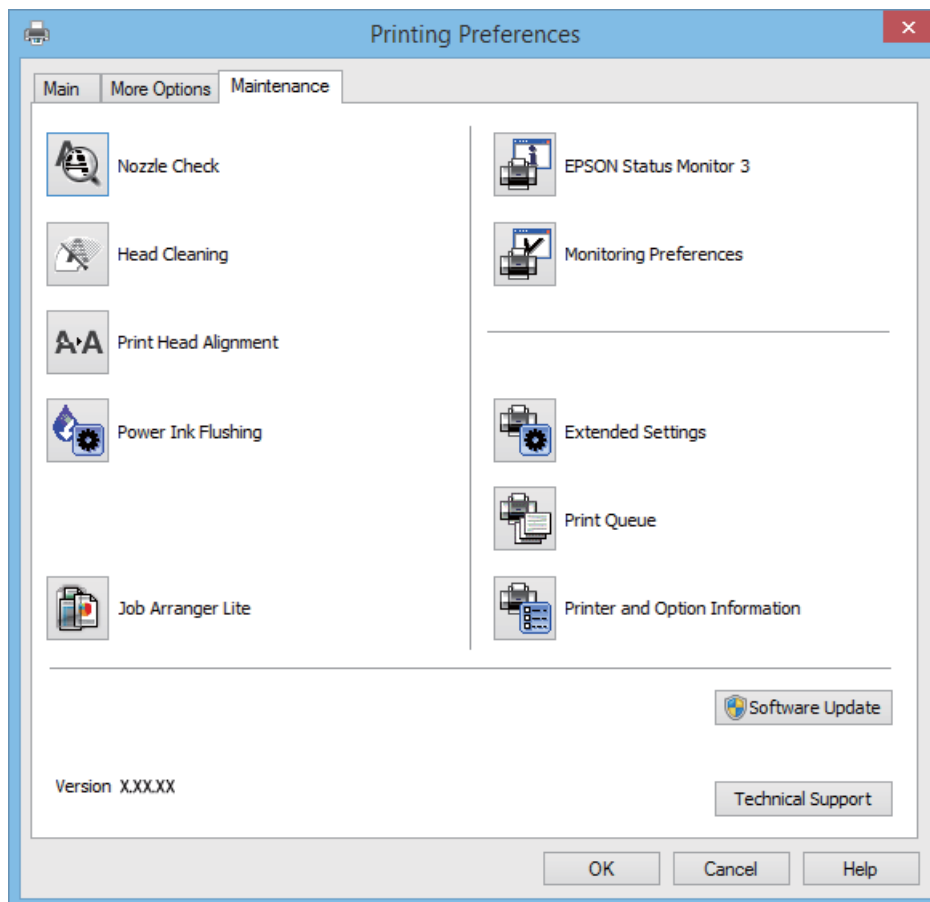 Printing Preferences
Main
More Options
Maintenance
Nozzle Check
Head Cleaning
Print Head Alignment
Power Ink Flushing
Job Arranger Lite
EPSON Status Monitor 3
Monitoring Preferences
Extended Settings
Print Queue
Printer and Option Information
Software Update
Version X.XX.XX
Technical Support
OK
Cancel
Help